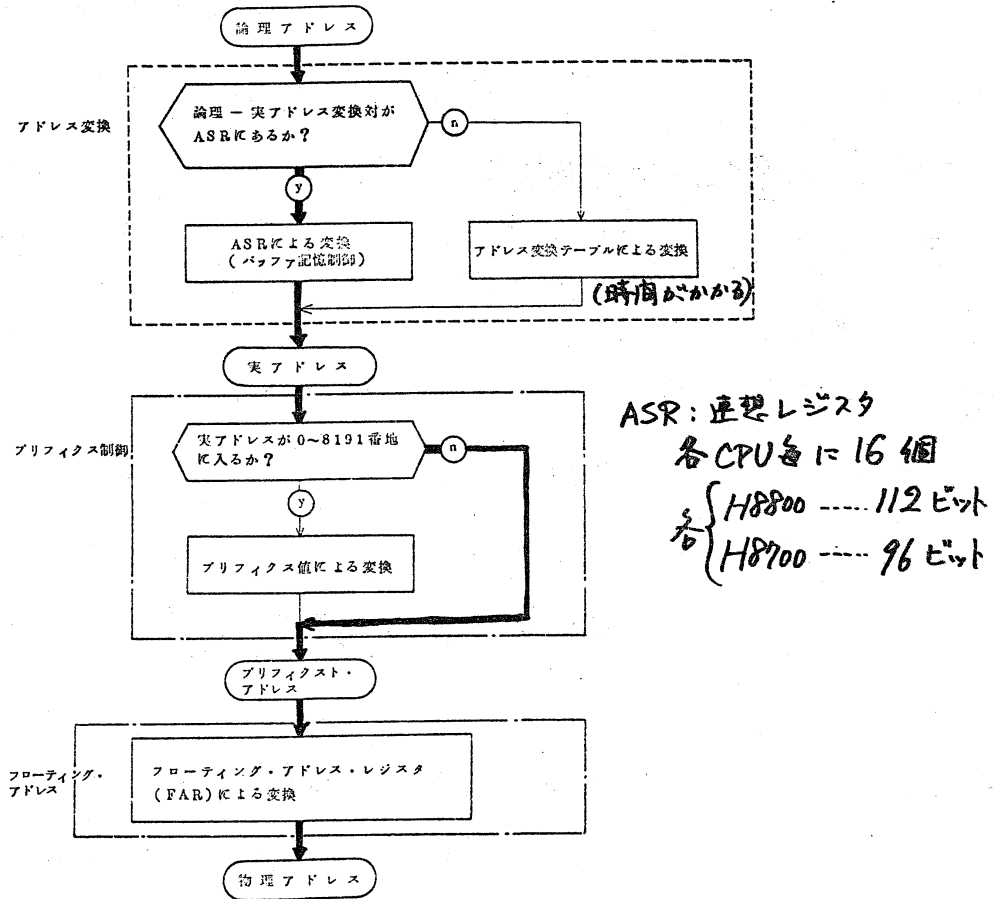 論理アドレス
アドレス変換
論理－実アドレス変換対が
ASRにあるか?
n
y
ASRによる変換
(バッファ記憶制御)
アドレス変換テーブルによる変換
(時間がかかる)
実アドレス
プリフィクス制御
実アドレスが0~8191番地
に入るか?
n
y
プリフィクス値による変換
ASR:連想レジスタ
各CPU毎に16個
各
H8800 ----- 112ビット
H8700 ----- 96ビット
プリフィクスト・
アドレス
フローティング・
アドレス
フローティング・アドレス・レジスタ
(FAR)による変換
物理アドレス